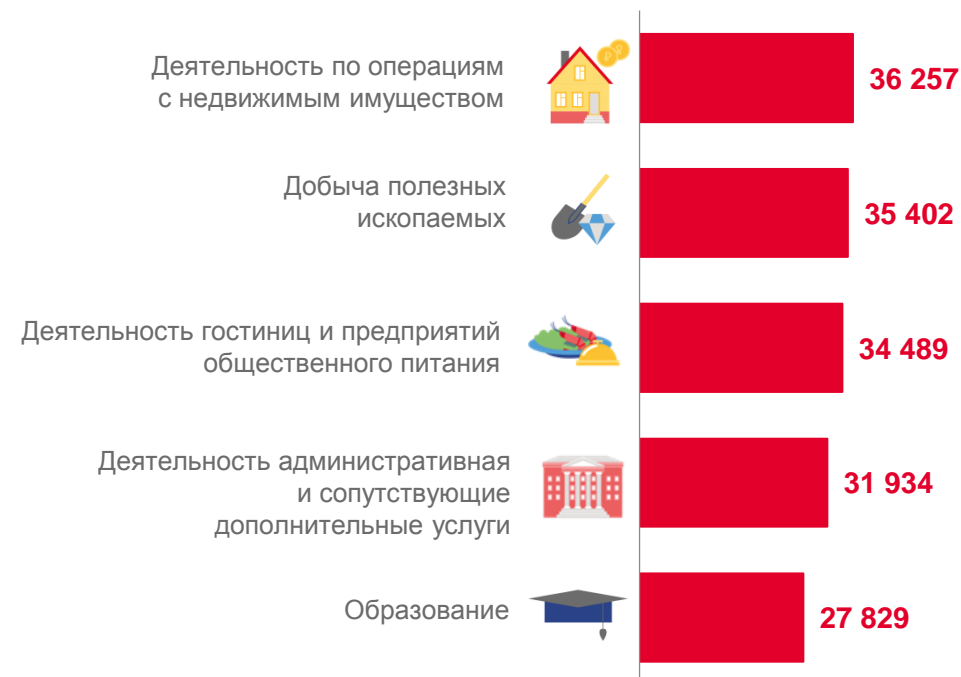 Деятельность по операциям
с недвижимым имуществом
36 257
Добыча полезных
ископаемых
35 402
Деятельность гостиниц и предприятий
общественного питания
34 489
Деятельность административная
и сопутствующие
дополнительные услуги
31 934
Образование
27 829